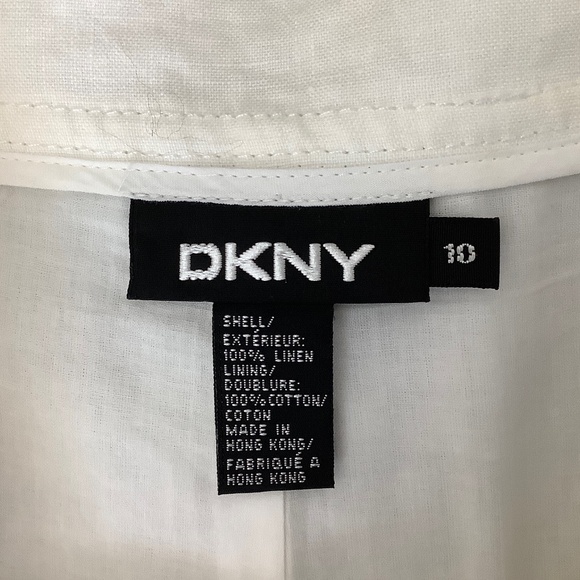 DKNY
10
SHELL/
EXTÉRIEUR:
100% LINEN
LINING/
DOUBLURE:
100% COTTON/
COTON
MADE IN
HONG KONG/
FABRIQUÉ A
HONG KONG